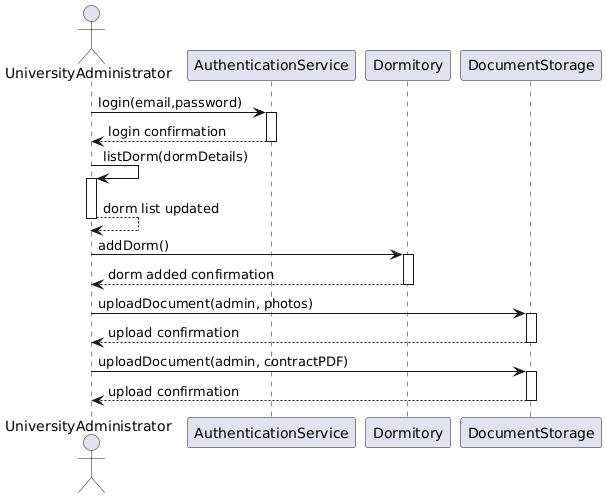 UniversityAdministrator
AuthenticationService
Dormitory
DocumentStorage
login(email,password)
login confirmation
listDorm(dormDetails)
dorm list updated
addDorm()
dorm added confirmation
uploadDocument(admin, photos)
upload confirmation
uploadDocument(admin, contractPDF)
upload confirmation
UniversityAdministrator
AuthenticationService
Dormitory
DocumentStorage